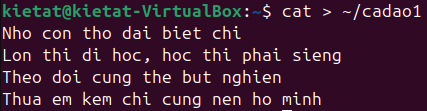 kietat@kietat-VirtualBox:~$ cat > ~/cadao1
Nho con tho dai biet chi
Lon thi di hoc, hoc thi phai sieng
Theo doi cung the but nghien
Thua em kem chi cung nen ho minh